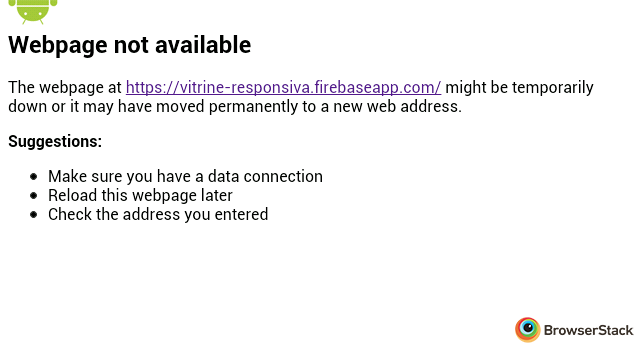 Webpage not available
The webpage at https://vitrine-responsiva.firebaseapp.com/ might be temporarily
down or it may have moved permanently to a new web address.
Suggestions:
Make sure you have a data connection
Reload this webpage later
Check the address you entered
BrowserStack